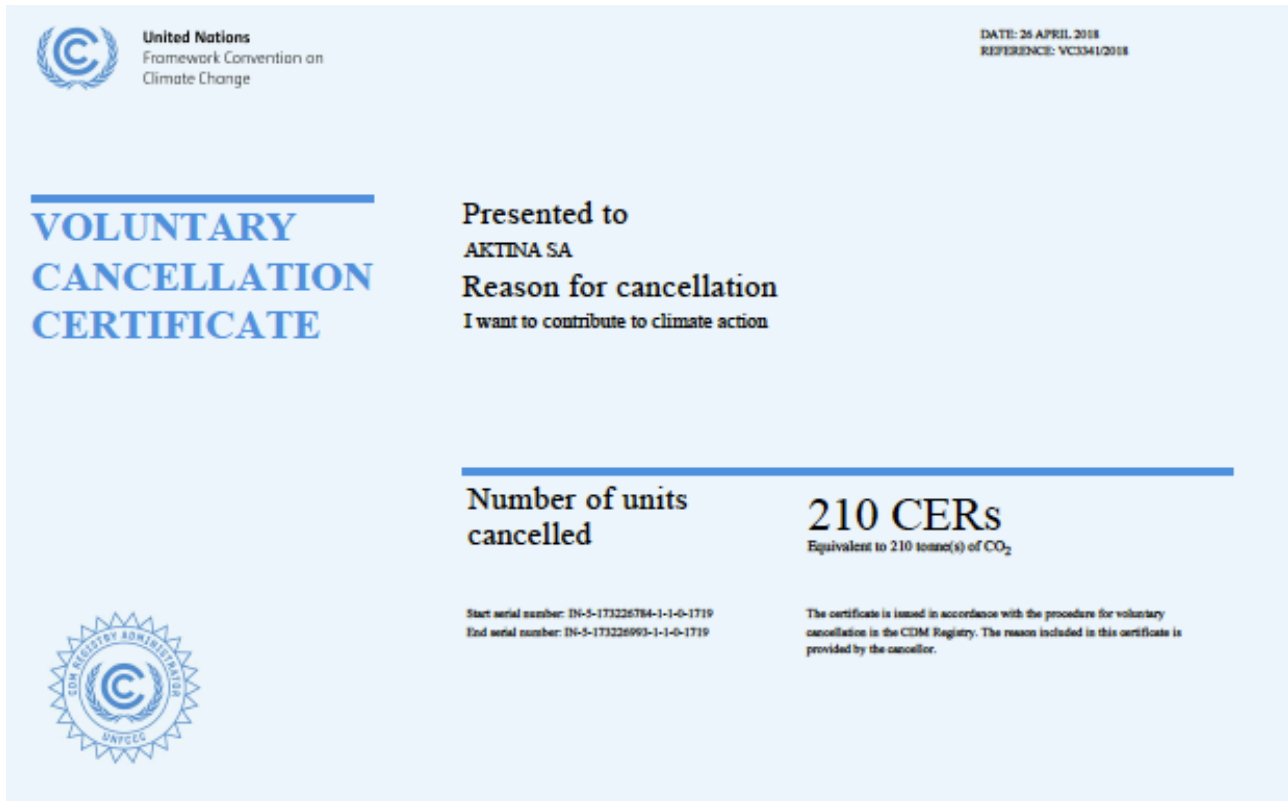 United Nations
Framework Convention on
Climate Change
DATE: 26 APRIL 2018
REFERENCE: VC3341/2018
VOLUNTARY
CANCELLATION
CERTIFICATE
Presented to
AKTINA SA
Reason for cancellation
I want to contribute to climate action
Number of units
cancelled
210 CERs
Equivalent to 210 tonne(s) of CO₂
Start serial number: IN-5-173226784-1-1-0-1719
End serial number: IN-5-173226993-1-1-0-1719
The certificate is issued in accordance with the procedure for voluntary
cancellation in the CDM Registry. The reason included in this certificate is
provided by the cancellor.
CDM REGISTRY ADMINISTRATOR
UNFCCC